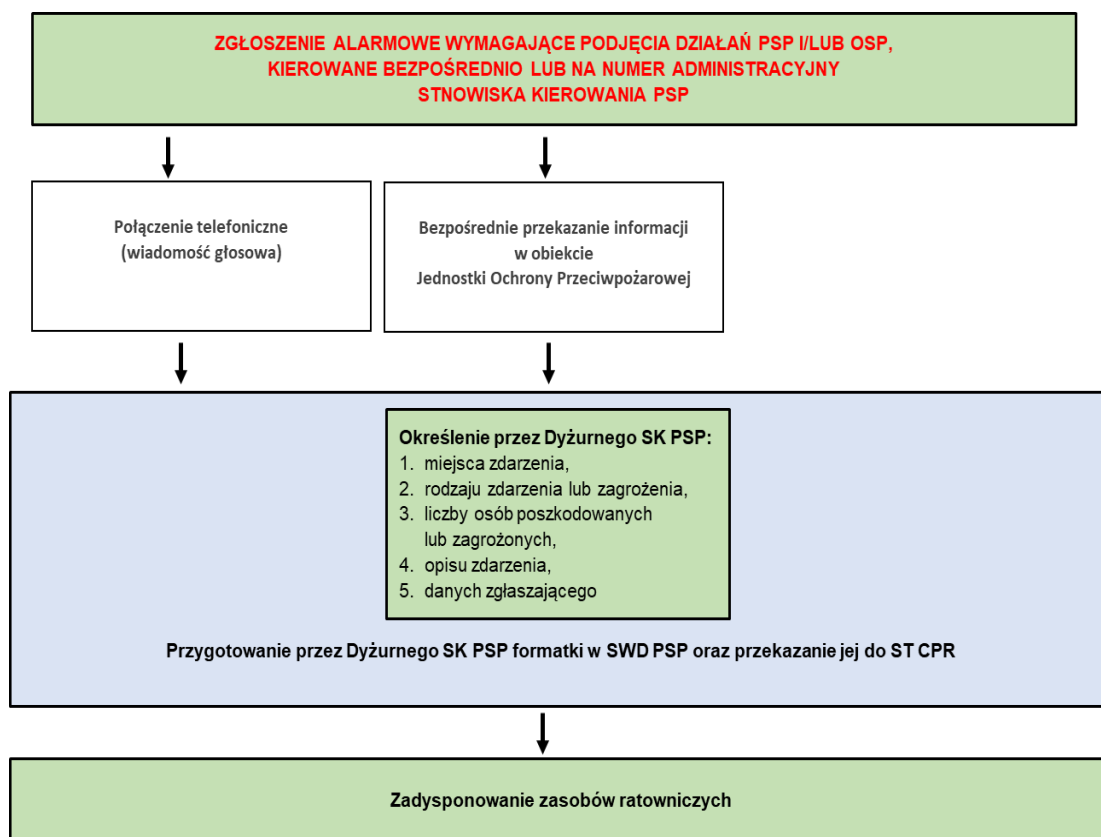 ZGŁOSZENIE ALARMOWE WYMAGAJĄCE PODJĘCIA DZIAŁAŃ PSP I/LUB OSP,
KIEROWANE BEZPOŚREDNIO LUB NA NUMER ADMINISTRACYJNY
STNOWISKA KIEROWANIA PSP
Połączenie telefoniczne
(wiadomość głosowa)
Bezpośrednie przekazanie informacji
w obiekcie
Jednostki Ochrony Przeciwpożarowej
Określenie przez Dyżurnego SK PSP:
1. miejsca zdarzenia,
2. rodzaju zdarzenia lub zagrożenia,
3. liczby osób poszkodowanych
lub zagrożonych,
4. opisu zdarzenia,
5. danych zgłaszającego
Przygotowanie przez Dyżurnego SK PSP formatki w SWD PSP oraz przekazanie jej do ST CPR
Zadysponowanie zasobów ratowniczych